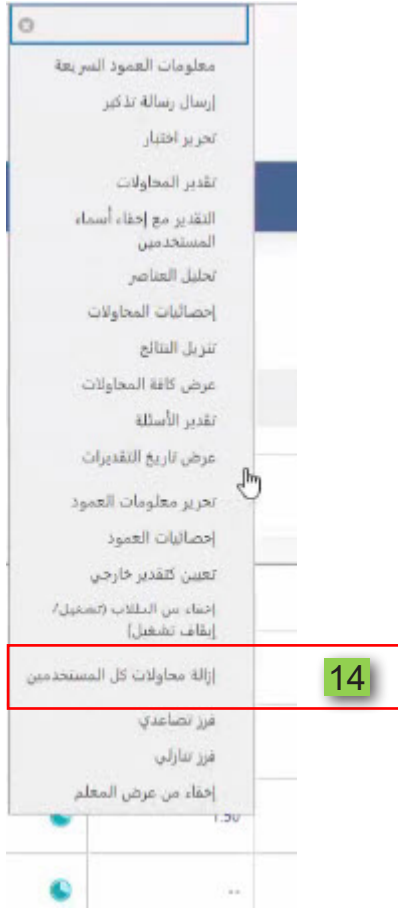 معلومات العمود السريعة
إرسال رسالة تذكير
تحرير اختبار
تقدير المحاولات
التقدير مع إخفاء أسماء
المستخدمين
تحليل العناصر
إحصائيات المحاولات
تنزيل النتائج
عرض كافة المحاولات
تقدير الأسئلة
عرض تاريخ التقديرات
تحرير معلومات العمود
إحصائيات العمود
تعيين كتقدير خارجي
إخفاء من الطلاب (تشغيل/
إيقاف تشغيل)
إزالة محاولات كل المستخدمين
14
فرز تصاعدي
فرز تنازلي
إخفاء من عرض المعلم
1.50
--